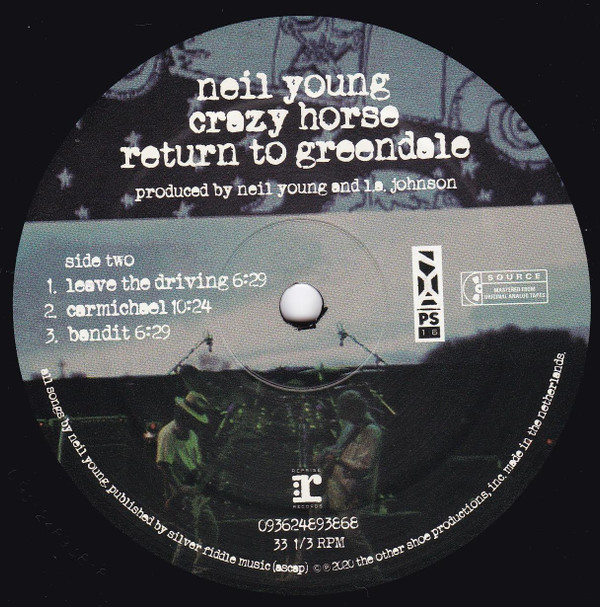 neil young
crazy horse
return to greendale
produced by neil young and l.a. johnson
side two
1. leave the driving 6:29
2. carmichael 10:24
3. bandit 6:29
PS
16
SOURCE
MASTERED FROM
ORIGINAL ANALOG TAPES
REPRISE
r
RECORDS
093624893868
33 1/3 RPM
all songs by neil young, published by silver fiddle music (ascap) ©℗2020 the other shoe productions, inc. made in the netherlands.